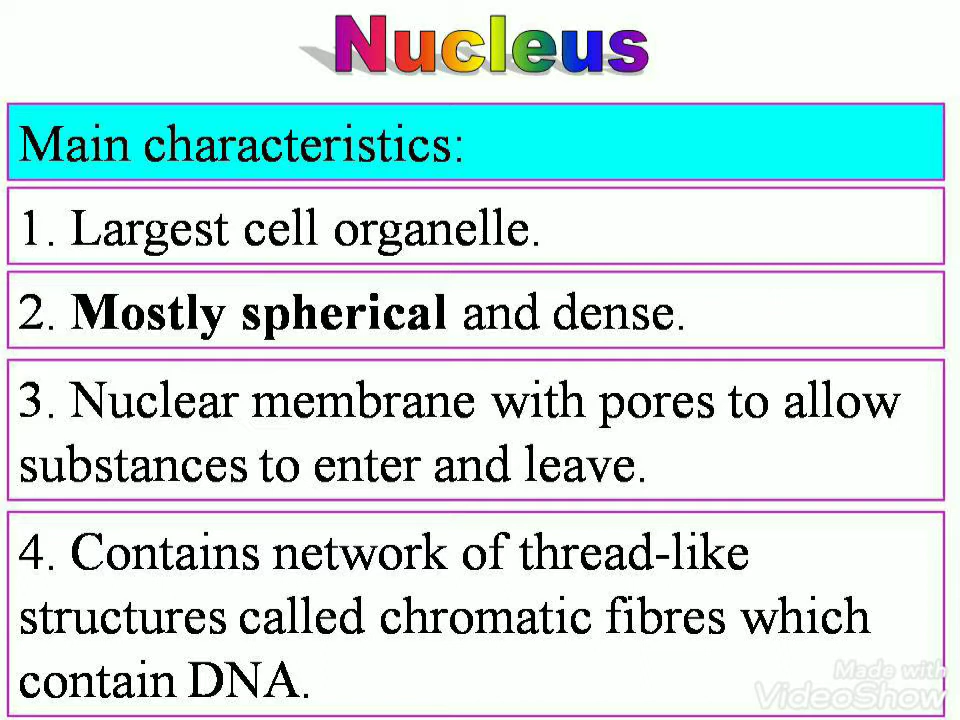 Nucleus
Main characteristics:
1. Largest cell organelle.
2. Mostly spherical and dense.
3. Nuclear membrane with pores to allow
substances to enter and leave.
4. Contains network of thread-like
structures called chromatic fibres which
contain DNA.
Made with
VideoShow